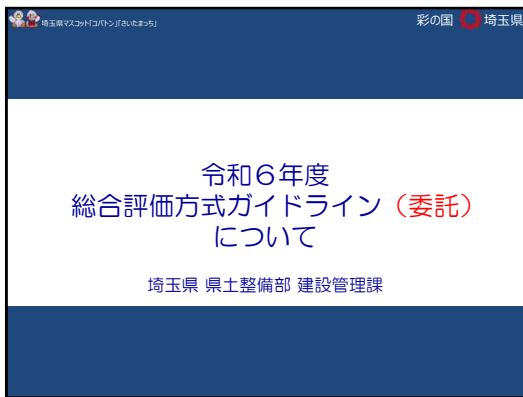 埼玉県マスコット「コバトン」「さいたまっち」
彩の国 埼玉県
令和６年度
総合評価方式ガイドライン（委託）
について
埼玉県 県土整備部 建設管理課